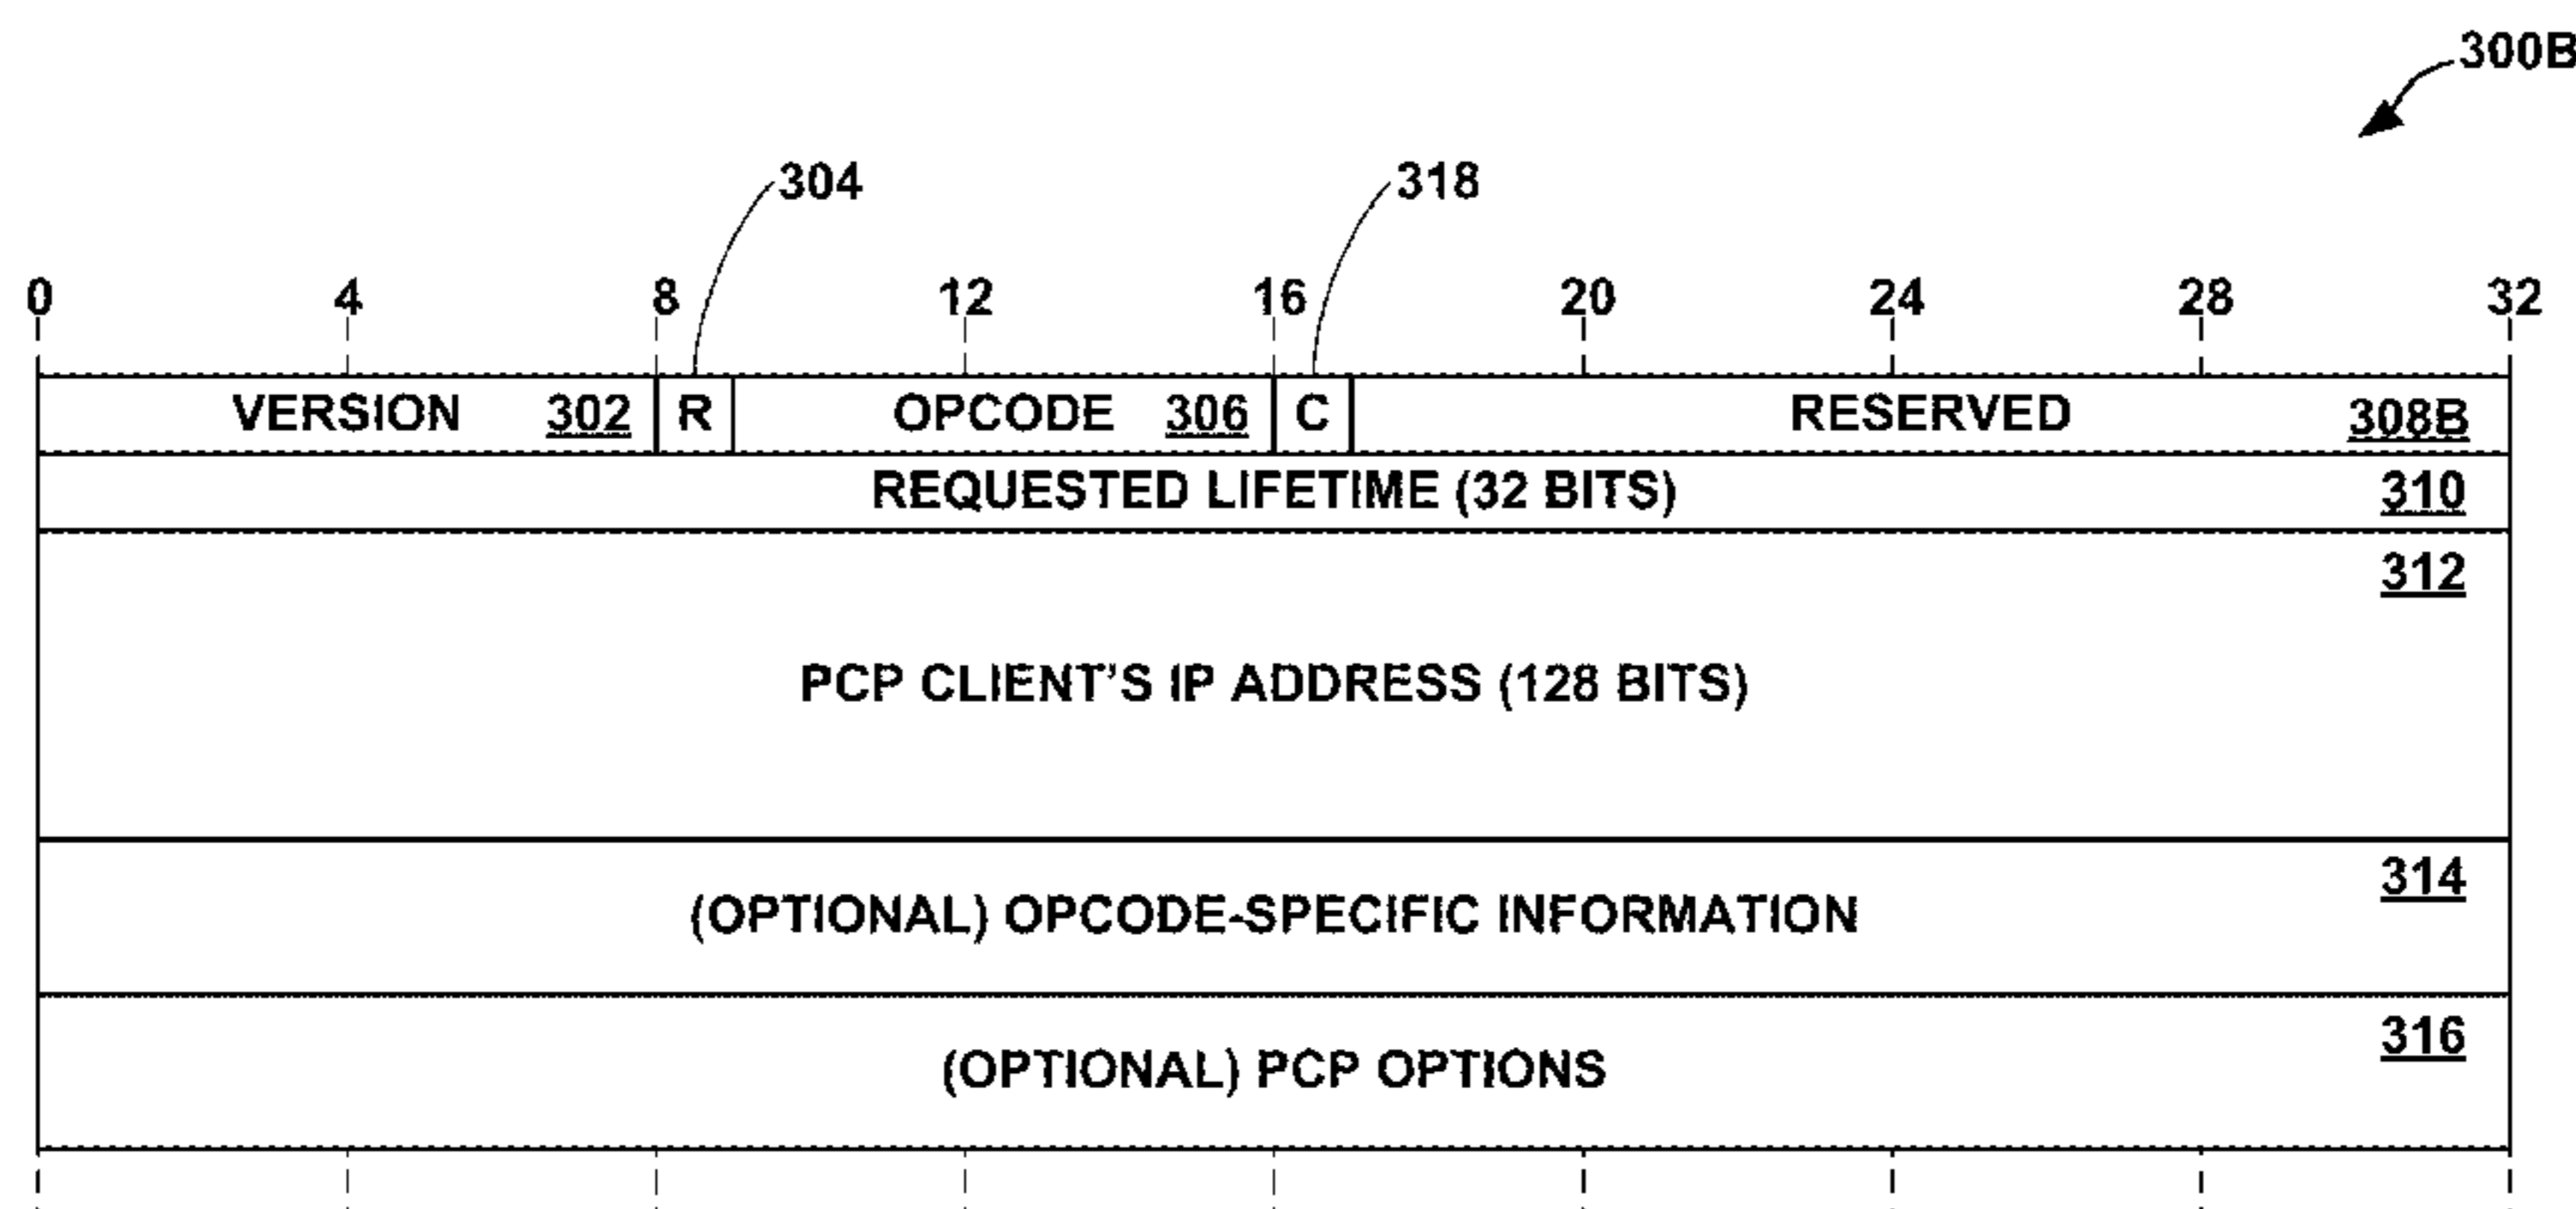 300B
304 318
0 4 8 12 16 20 24 28 32
VERSION 302 R OPCODE 306 C RESERVED 308B
REQUESTED LIFETIME (32 BITS) 310
312
PCP CLIENT'S IP ADDRESS (128 BITS)
314
(OPTIONAL) OPCODE-SPECIFIC INFORMATION
316
(OPTIONAL) PCP OPTIONS